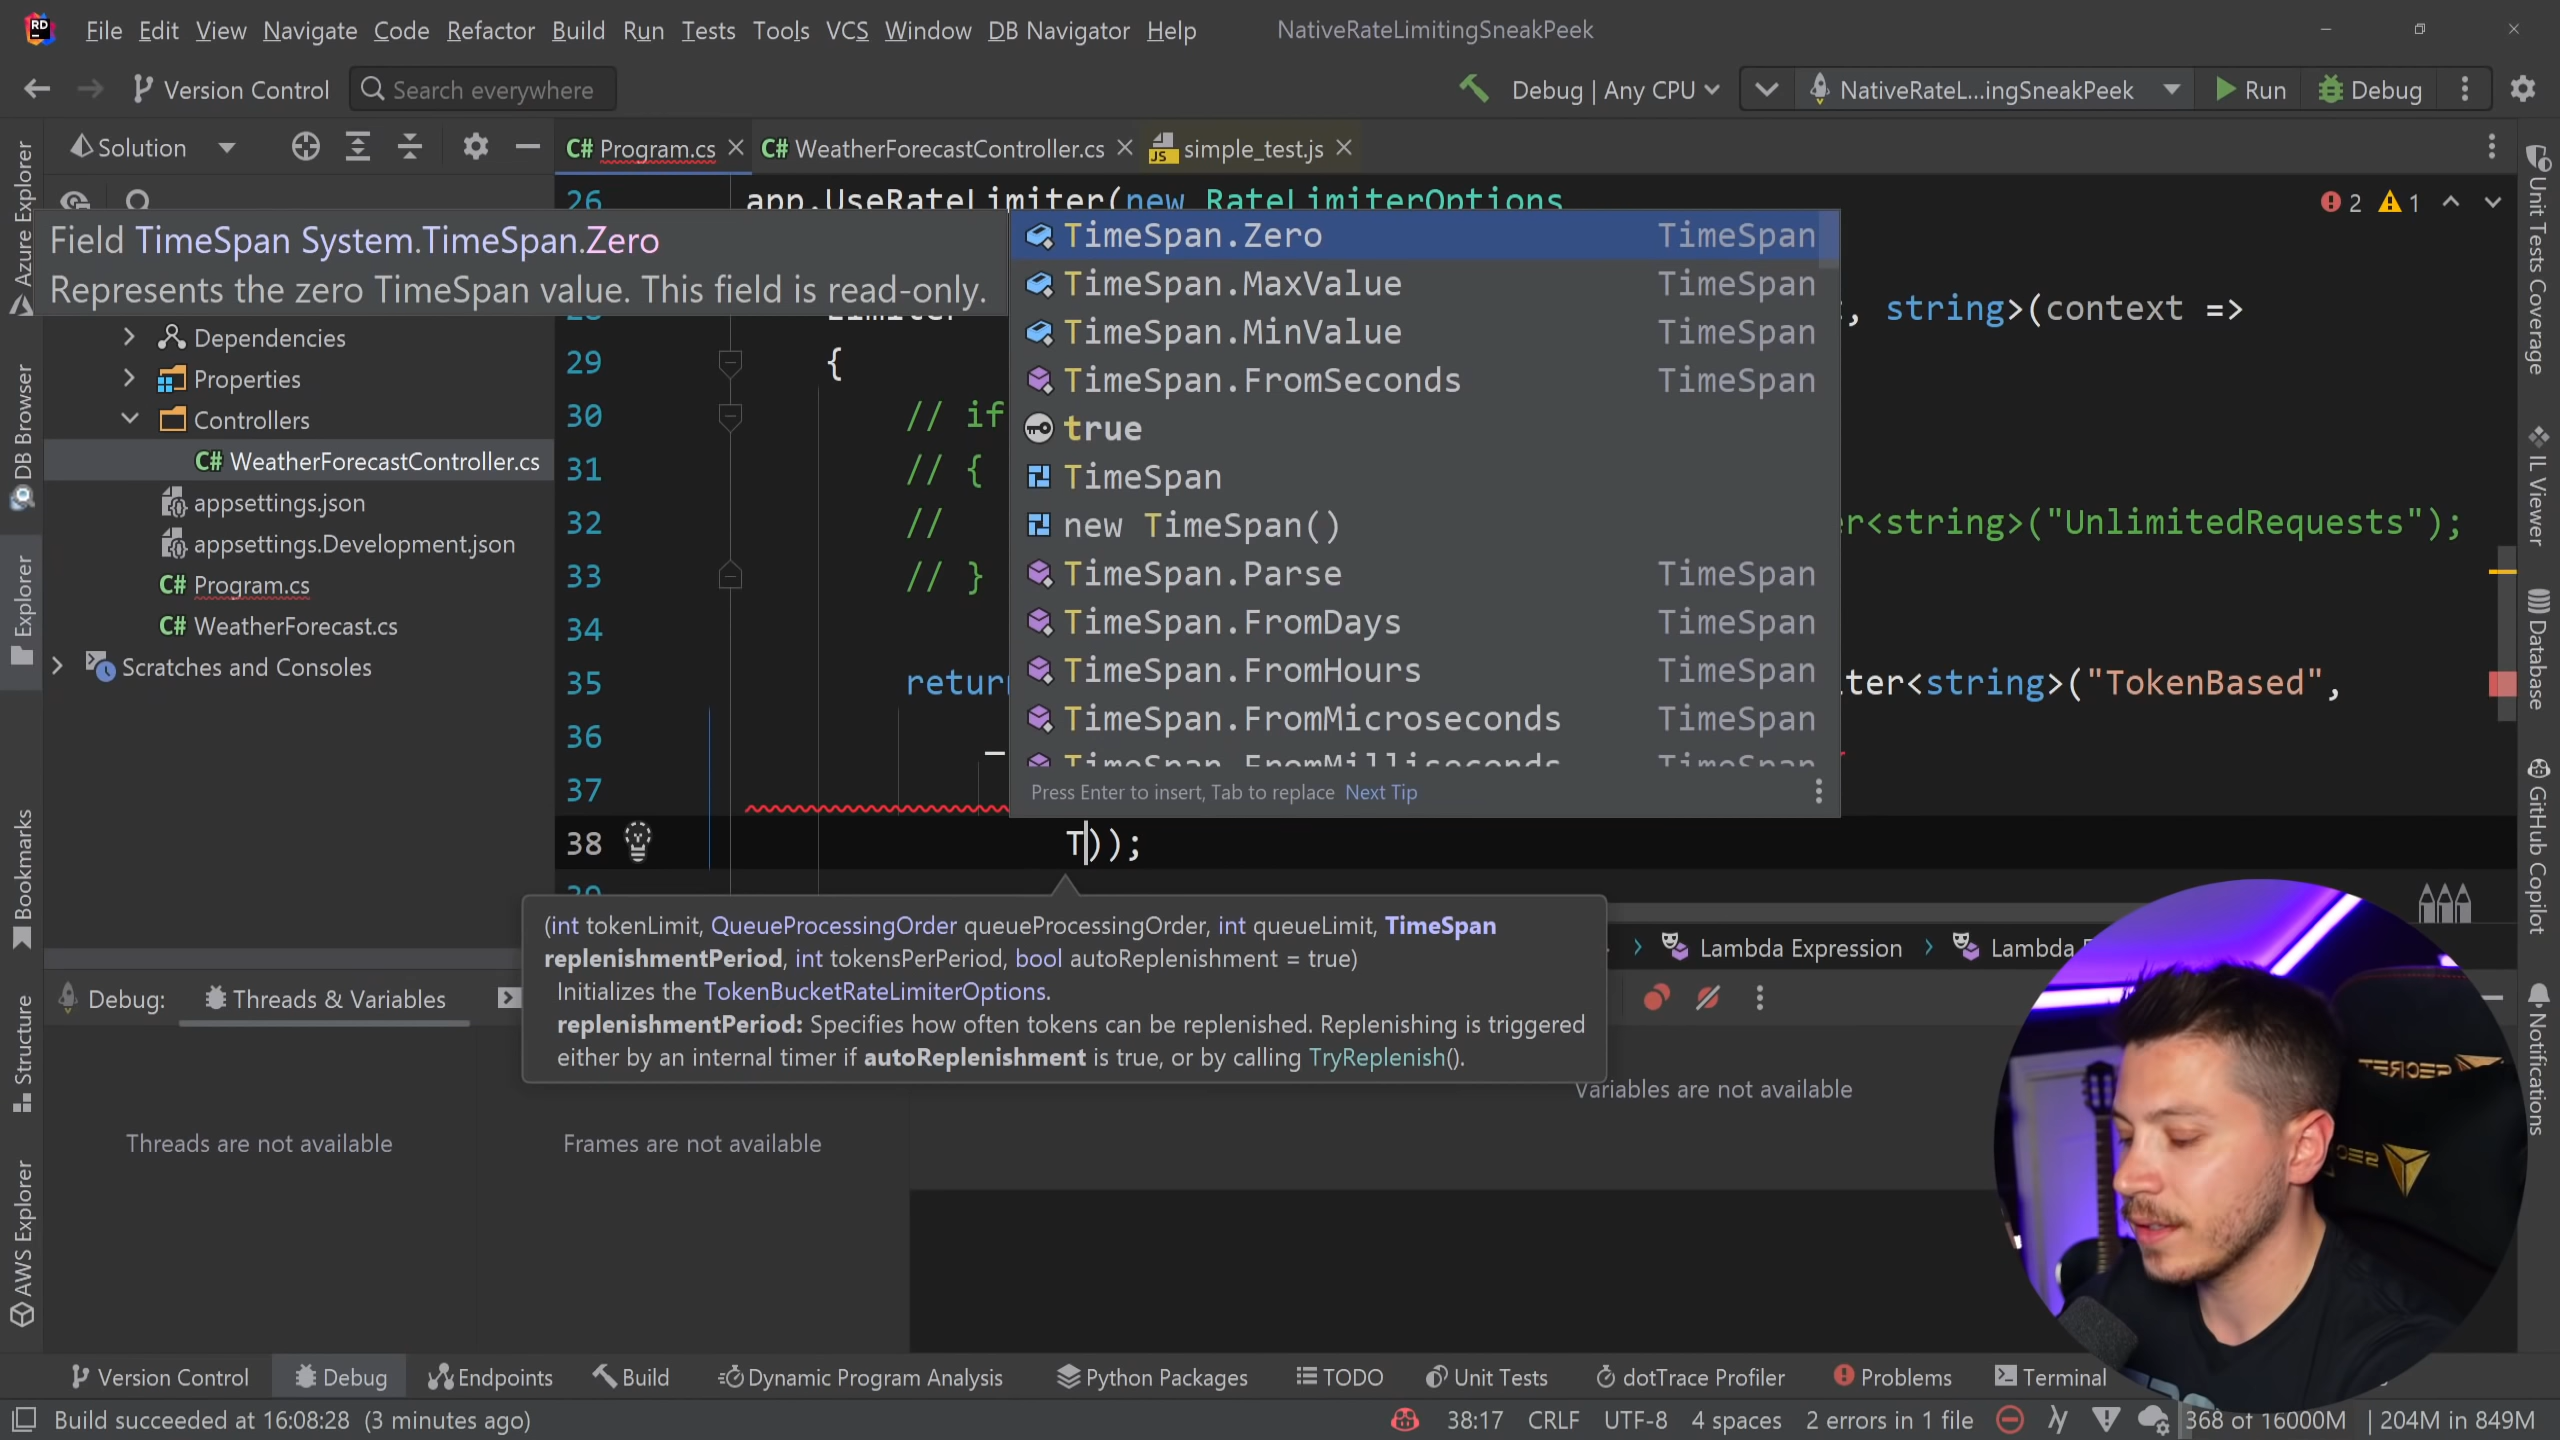 RD
File Edit View Navigate Code Refactor Build Run Tests Tools VCS Window DB Navigator Help
NativeRateLimitingSneakPeek
Version Control
Search everywhere
Debug | Any CPU
NativeRateL...ingSneakPeek
Run
Debug
Solution
C# Program.cs
C# WeatherForecastController.cs
JS simple_test.js
26 app.UseRateLimiter(new RateLimiterOptions
2 1
Field TimeSpan System.TimeSpan.Zero
Represents the zero TimeSpan value. This field is read-only.
Dependencies
Properties
Controllers
C# WeatherForecastController.cs
appsettings.json
appsettings.Development.json
C# Program.cs
C# WeatherForecast.cs
Scratches and Consoles
, string>(context =>
29 {
30 // if
31 // {
32 // er<string>("UnlimitedRequests");
33 // }
34
35 return ter<string>("TokenBased",
36
37
38 T));
TimeSpan.Zero TimeSpan
TimeSpan.MaxValue TimeSpan
TimeSpan.MinValue TimeSpan
TimeSpan.FromSeconds TimeSpan
true
TimeSpan
new TimeSpan()
TimeSpan.Parse TimeSpan
TimeSpan.FromDays TimeSpan
TimeSpan.FromHours TimeSpan
TimeSpan.FromMicroseconds TimeSpan
TimeSpan.FromMilliseconds TimeSpan
Press Enter to insert, Tab to replace Next Tip
(int tokenLimit, QueueProcessingOrder queueProcessingOrder, int queueLimit, TimeSpan
replenishmentPeriod, int tokensPerPeriod, bool autoReplenishment = true)
Initializes the TokenBucketRateLimiterOptions.
replenishmentPeriod: Specifies how often tokens can be replenished. Replenishing is triggered
either by an internal timer if autoReplenishment is true, or by calling TryReplenish().
Lambda Expression
Lambda
Debug:
Threads & Variables
Threads are not available
Frames are not available
Variables are not available
Azure Explorer
DB Browser
Explorer
Bookmarks
Structure
AWS Explorer
Unit Tests Coverage
IL Viewer
Database
GitHub Copilot
Notifications
Version Control
Debug
Endpoints
Build
Dynamic Program Analysis
Python Packages
TODO
Unit Tests
dotTrace Profiler
Problems
Terminal
Build succeeded at 16:08:28 (3 minutes ago)
38:17 CRLF UTF-8 4 spaces 2 errors in 1 file
368 of 16000M
204M in 849M